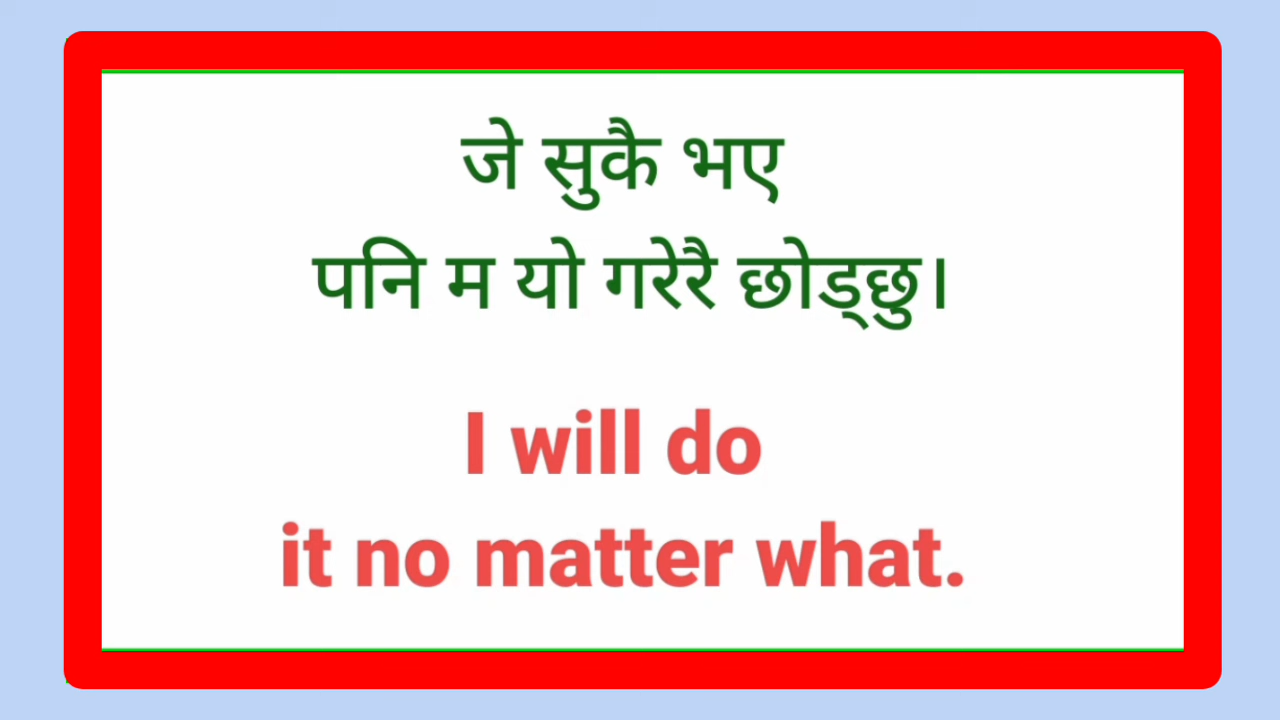 जे सुकै भए
पनि म यो गरेरै छोड्छु।
I will do
it no matter what.